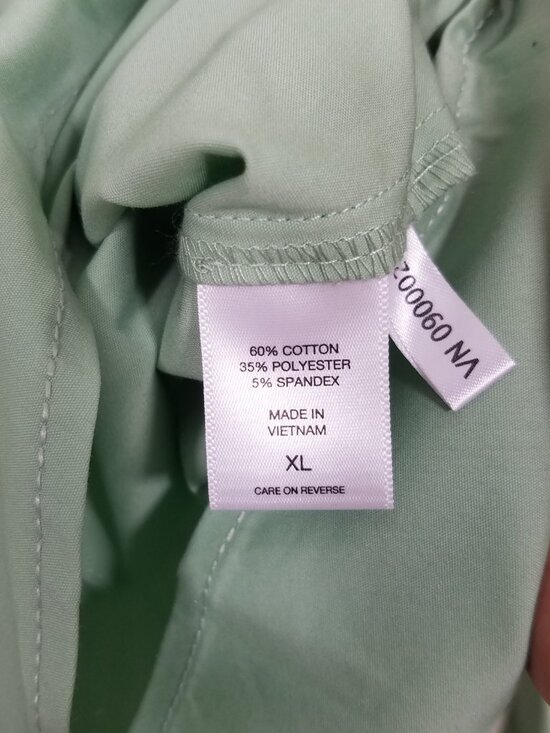 60% COTTON
35% POLYESTER
5% SPANDEX
MADE IN
VIETNAM
XL
CARE ON REVERSE
VN 090002